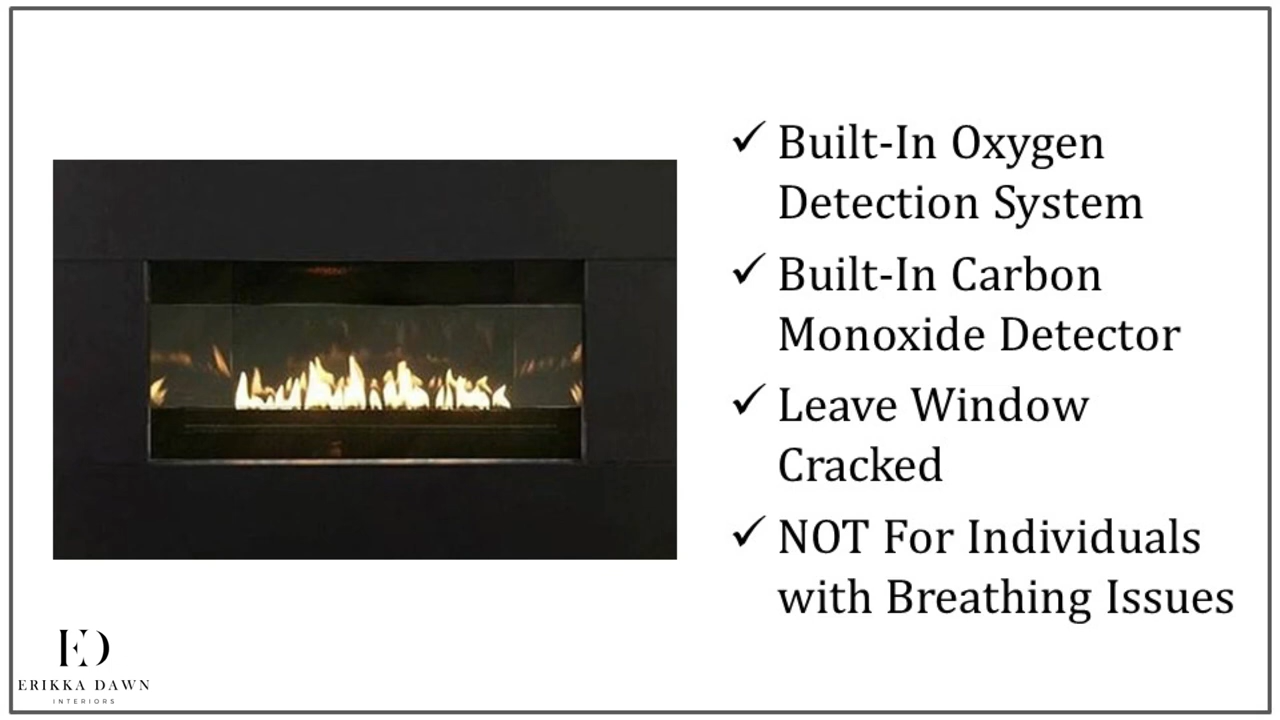 ✓ Built-In Oxygen
Detection System
✓ Built-In Carbon
Monoxide Detector
✓ Leave Window
Cracked
✓ NOT For Individuals
with Breathing Issues
ED
ERIKKA DAWN
INTERIORS